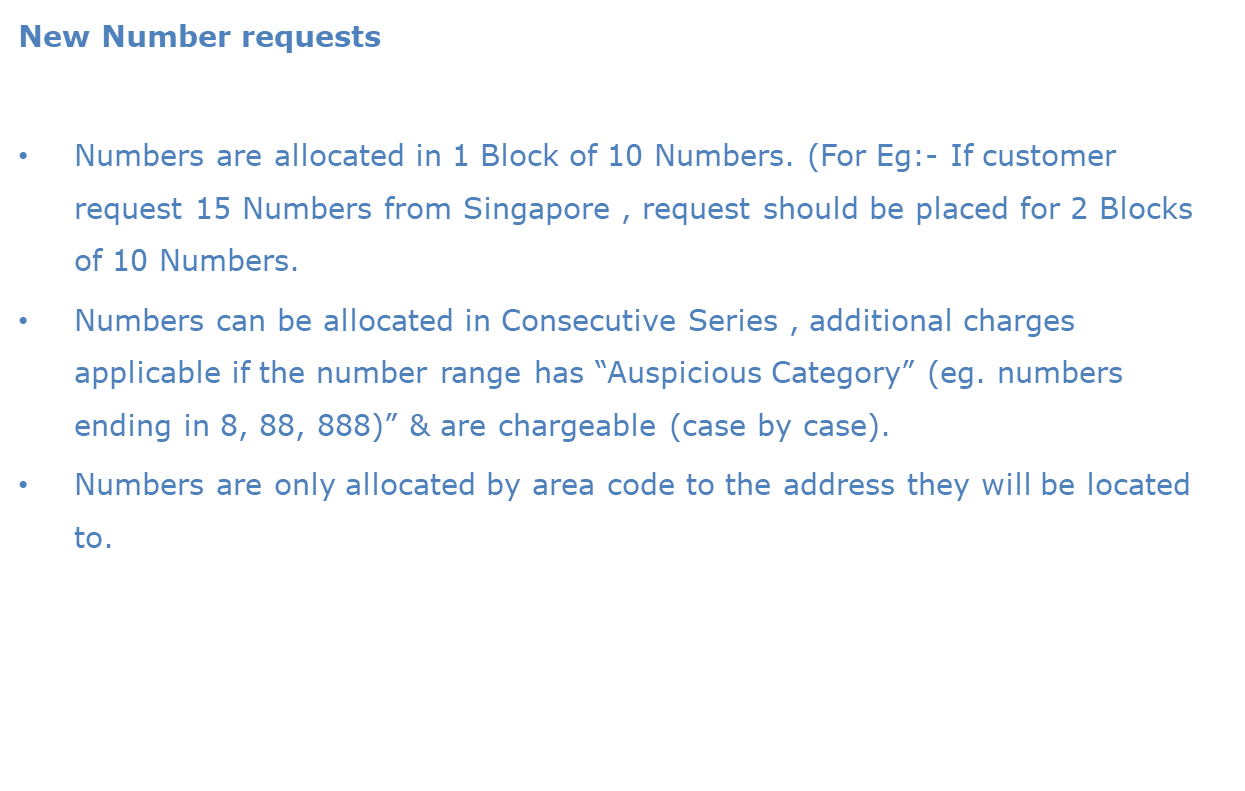 New Number requests
• Numbers are allocated in 1 Block of 10 Numbers. (For Eg:- If customer
request 15 Numbers from Singapore , request should be placed for 2 Blocks
of 10 Numbers.
• Numbers can be allocated in Consecutive Series , additional charges
applicable if the number range has “Auspicious Category” (eg. numbers
ending in 8, 88, 888)” & are chargeable (case by case).
• Numbers are only allocated by area code to the address they will be located
to.